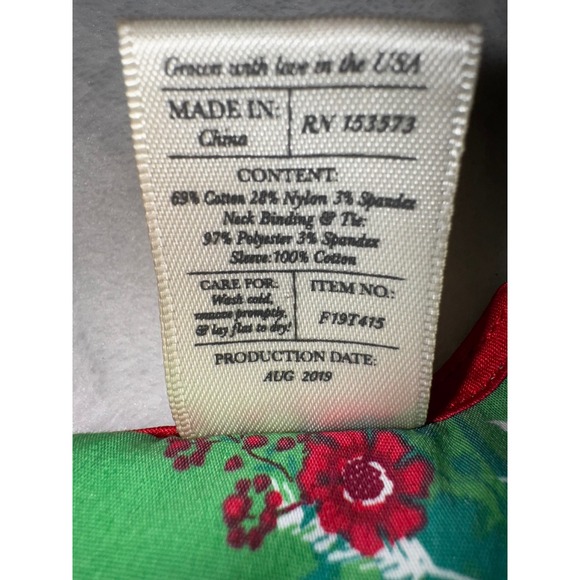 Grown with love in the USA
MADE IN:
China
RN 153573
CONTENT:
69% Cotton 28% Nylon 3% Spandex
Neck Binding & Tie:
97% Polyester 3% Spandex
Sleeve:100% Cotton
CARE FOR:
Wash cold,
remove promptly,
& lay flat to dry!
ITEM NO.:
F19T415
PRODUCTION DATE:
AUG 2019